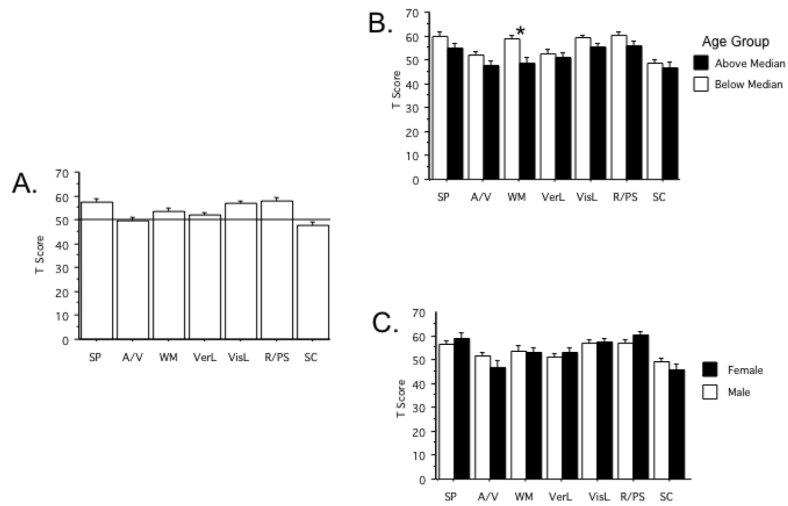 A.
70
60
50
40
30
20
10
0
T Score
SP A/V WM VerL VisL R/PS SC
B.
70
60
50
40
30
20
10
0
T Score
*
SP A/V WM VerL VisL R/PS SC
Age Group
Above Median
Below Median
C.
70
60
50
40
30
20
10
0
T Score
SP A/V WM VerL VisL R/PS SC
Female
Male